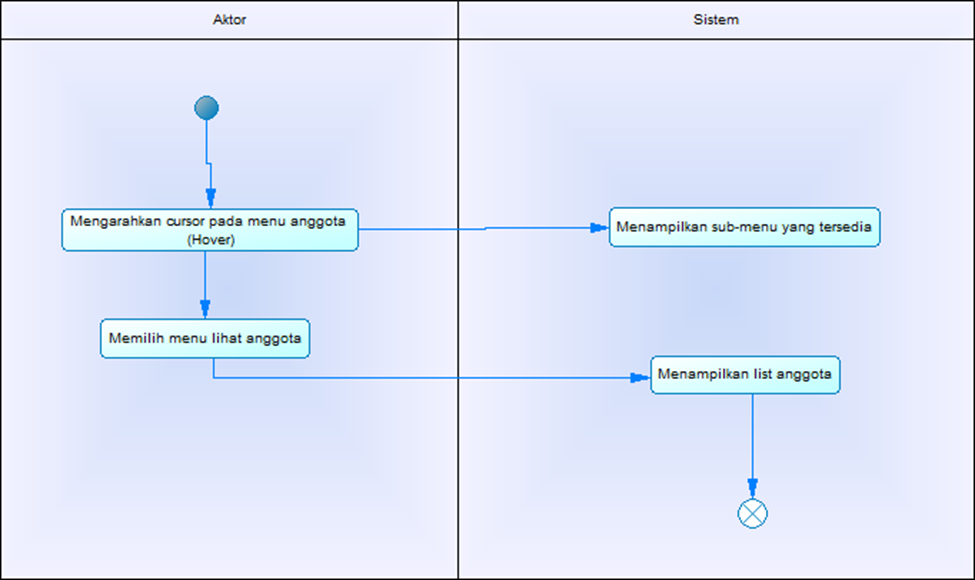 Aktor
Sistem
Mengarahkan cursor pada menu anggota
(Hover)
Menampilkan sub-menu yang tersedia
Memilih menu lihat anggota
Menampilkan list anggota